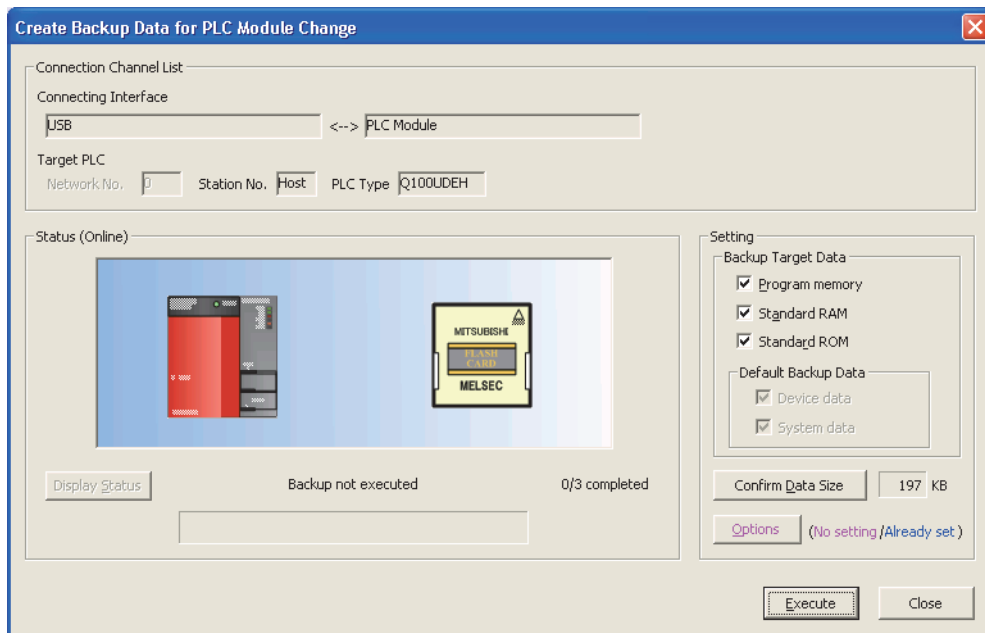 Create Backup Data for PLC Module Change
Connection Channel List
Connecting Interface
USB <--> PLC Module
Target PLC
Network No. 0 Station No. Host PLC Type Q100UDEH
Status (Online)
MITSUBISHI
FLASH
CARD
MELSEC
Display Status Backup not executed 0/3 completed
Setting
Backup Target Data
Program memory
Standard RAM
Standard ROM
Default Backup Data
Device data
System data
Confirm Data Size 197 KB
Options (No setting/Already set)
Execute Close